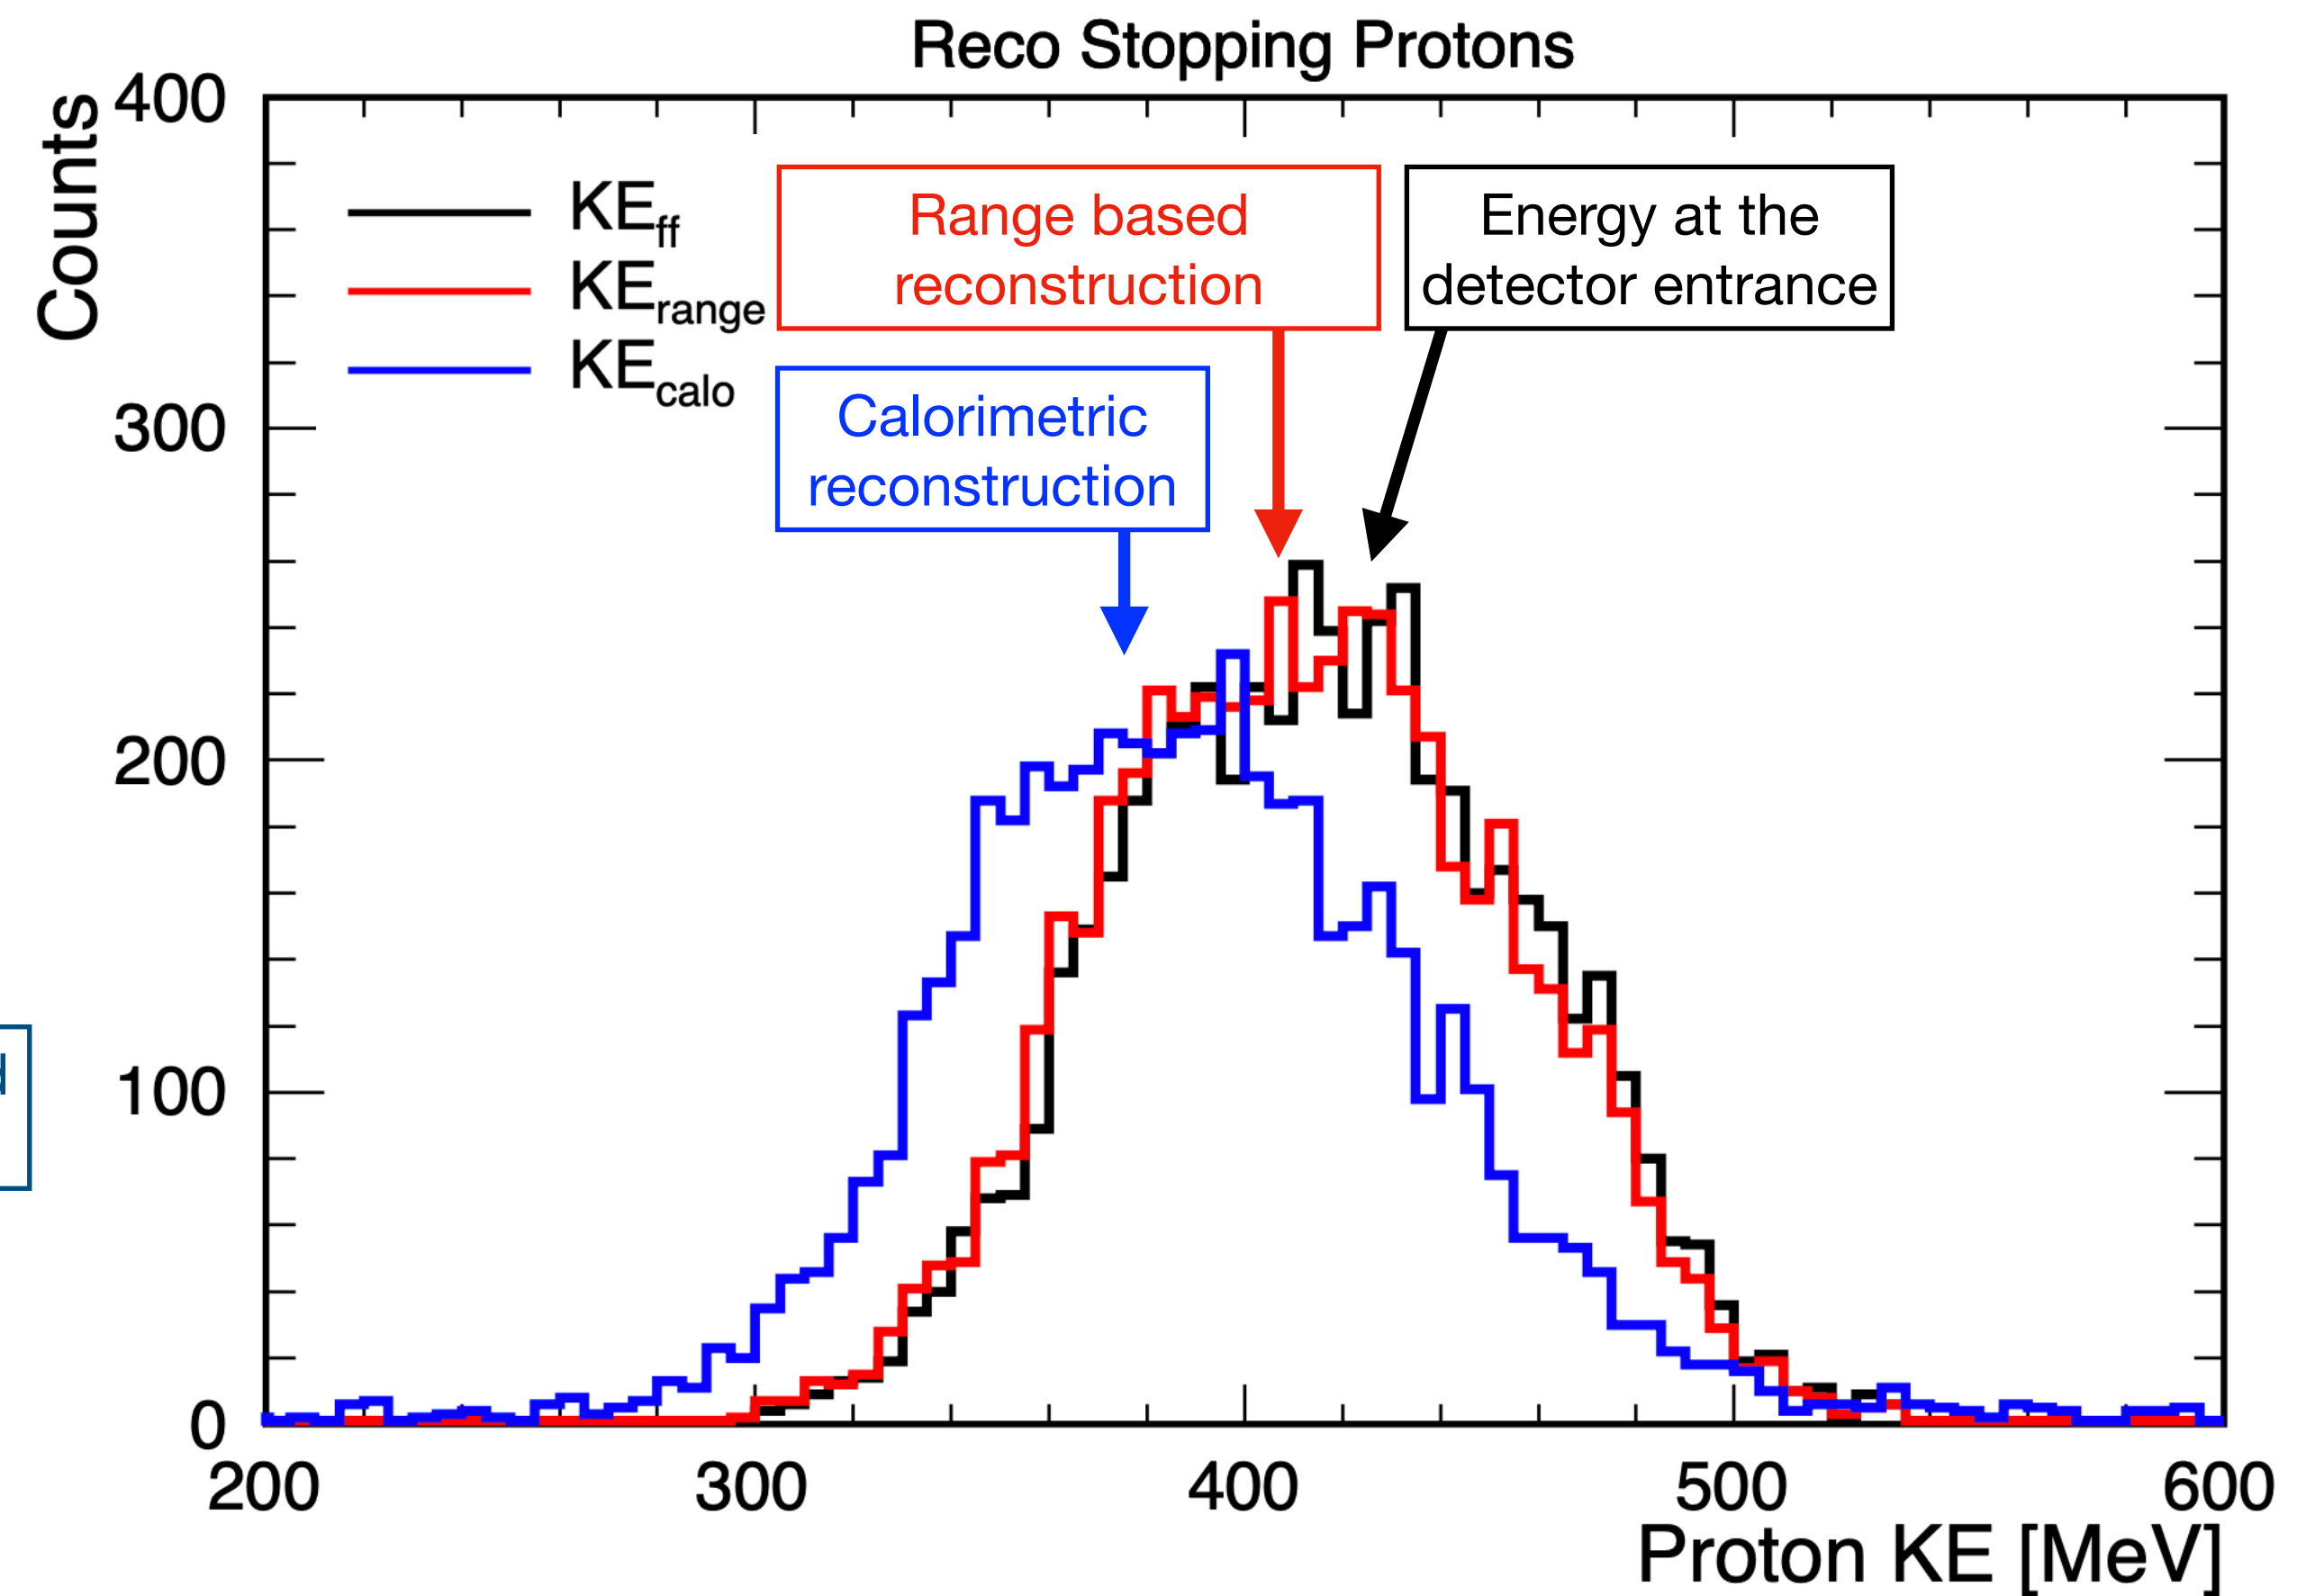 Reco Stopping Protons
Counts
400
300
200
100
0
KEff
KErange
KEcalo
Range based
reconstruction
Energy at the
detector entrance
Calorimetric
reconstruction
200 300 400 500 600
Proton KE [MeV]